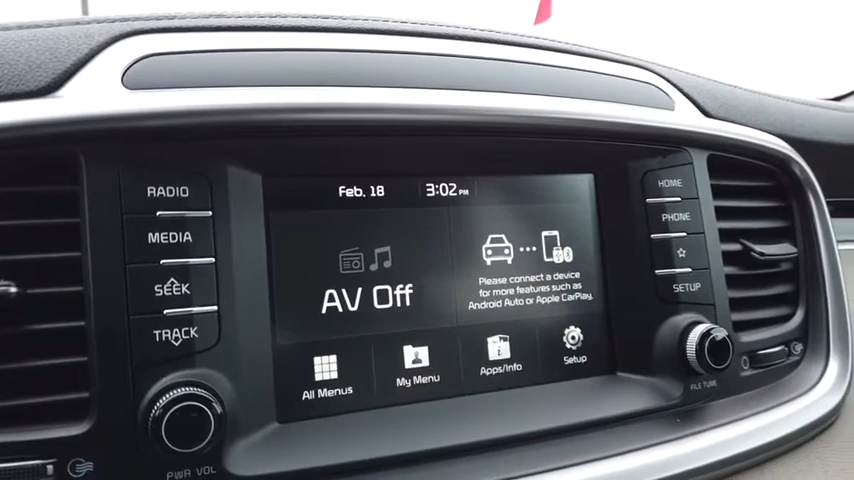 Feb. 18
3:02 PM
RADIO
MEDIA
SEEK
TRACK
PWR VOL
AV Off
Please connect a device
for more features such as
Android Auto or Apple CarPlay.
All Menus
My Menu
Apps/Info
Setup
HOME
PHONE
SETUP
FILE TUNE